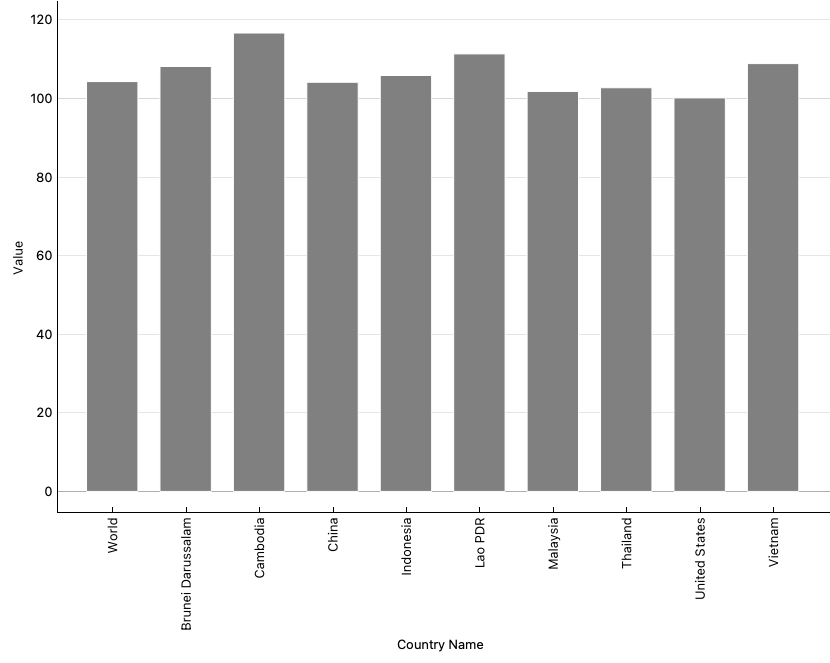 120
100
80
60
40
20
0
Value
World
Brunei Darussalam
Cambodia
China
Indonesia
Lao PDR
Malaysia
Thailand
United States
Vietnam
Country Name